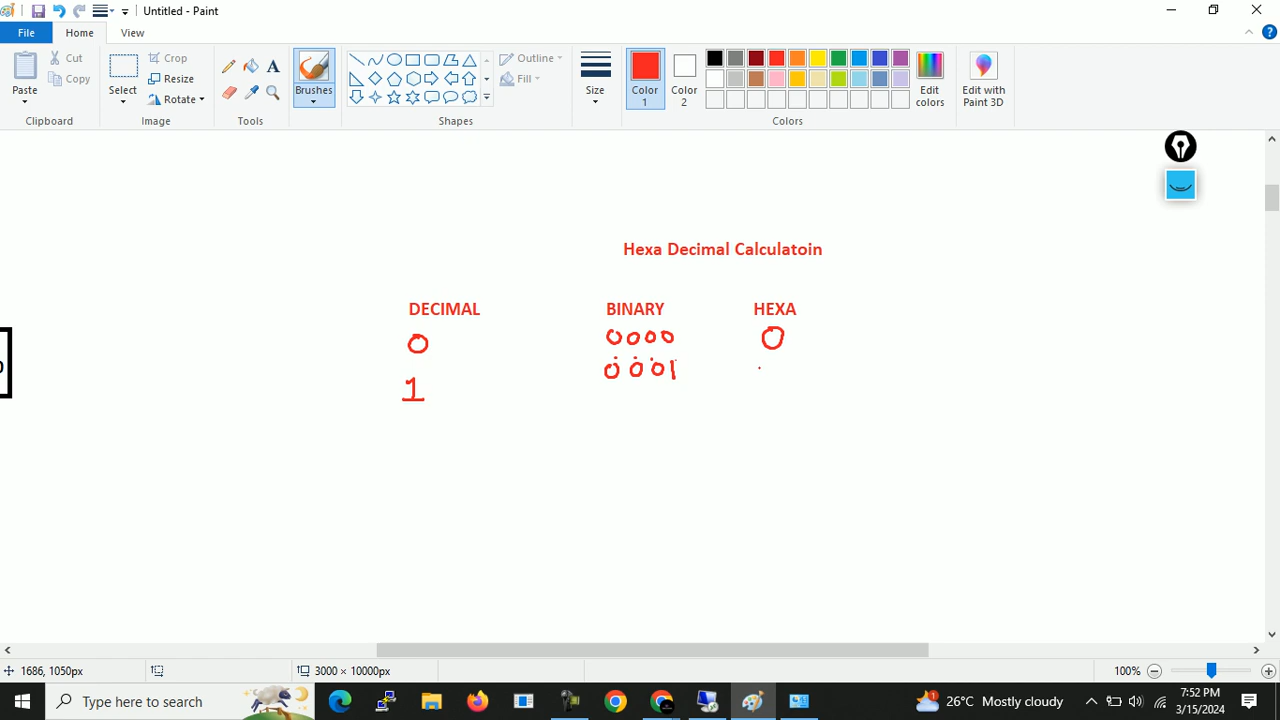 Untitled - Paint
File Home View
Paste
Cut
Copy
Clipboard
Select
Crop
Resize
Rotate
Image
Tools
Brushes
Shapes
Outline
Fill
Size
Color 1
Color 2
Colors
Edit colors
Edit with Paint 3D
Hexa Decimal Calculatoin
DECIMAL BINARY HEXA
0 0000 0
1 0001
1686, 1050px 3000 × 10000px 100%
Type here to search 26°C Mostly cloudy 7:52 PM
3/15/2024